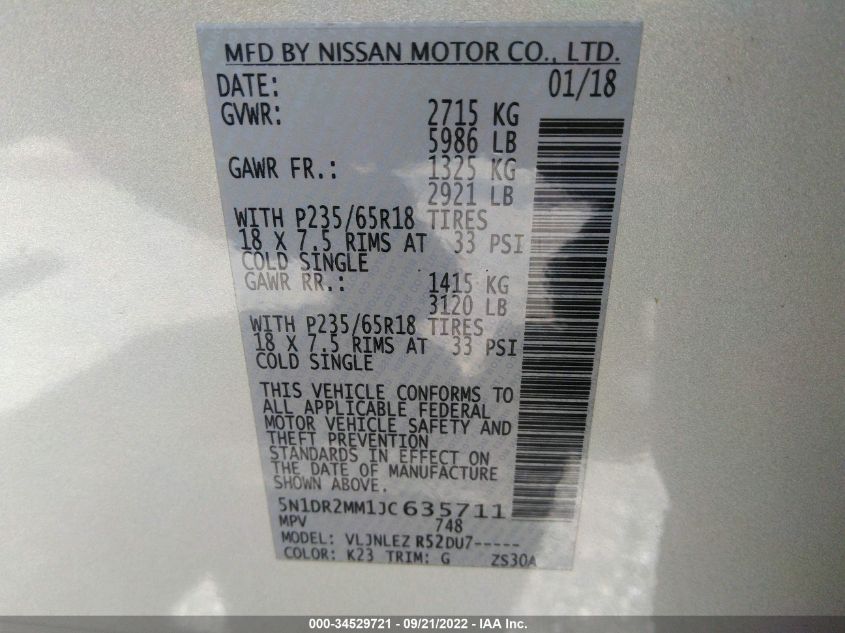 MFD BY NISSAN MOTOR CO., LTD.
DATE: 01/18
GVWR: 2715 KG
5986 LB
GAWR FR.: 1325 KG
2921 LB
WITH P235/65R18 TIRES
18 X 7.5 RIMS AT 33 PSI
COLD SINGLE
GAWR RR.: 1415 KG
3120 LB
WITH P235/65R18 TIRES
18 X 7.5 RIMS AT 33 PSI
COLD SINGLE
THIS VEHICLE CONFORMS TO
ALL APPLICABLE FEDERAL
MOTOR VEHICLE SAFETY AND
THEFT PREVENTION
STANDARDS IN EFFECT ON
THE DATE OF MANUFACTURE
SHOWN ABOVE.
5N1DR2MM1JC635711
MPV 748
MODEL: VLJNLEZ R52DU7-----
COLOR: K23 TRIM: G ZS30A
000-34529721 - 09/21/2022 - IAA Inc.